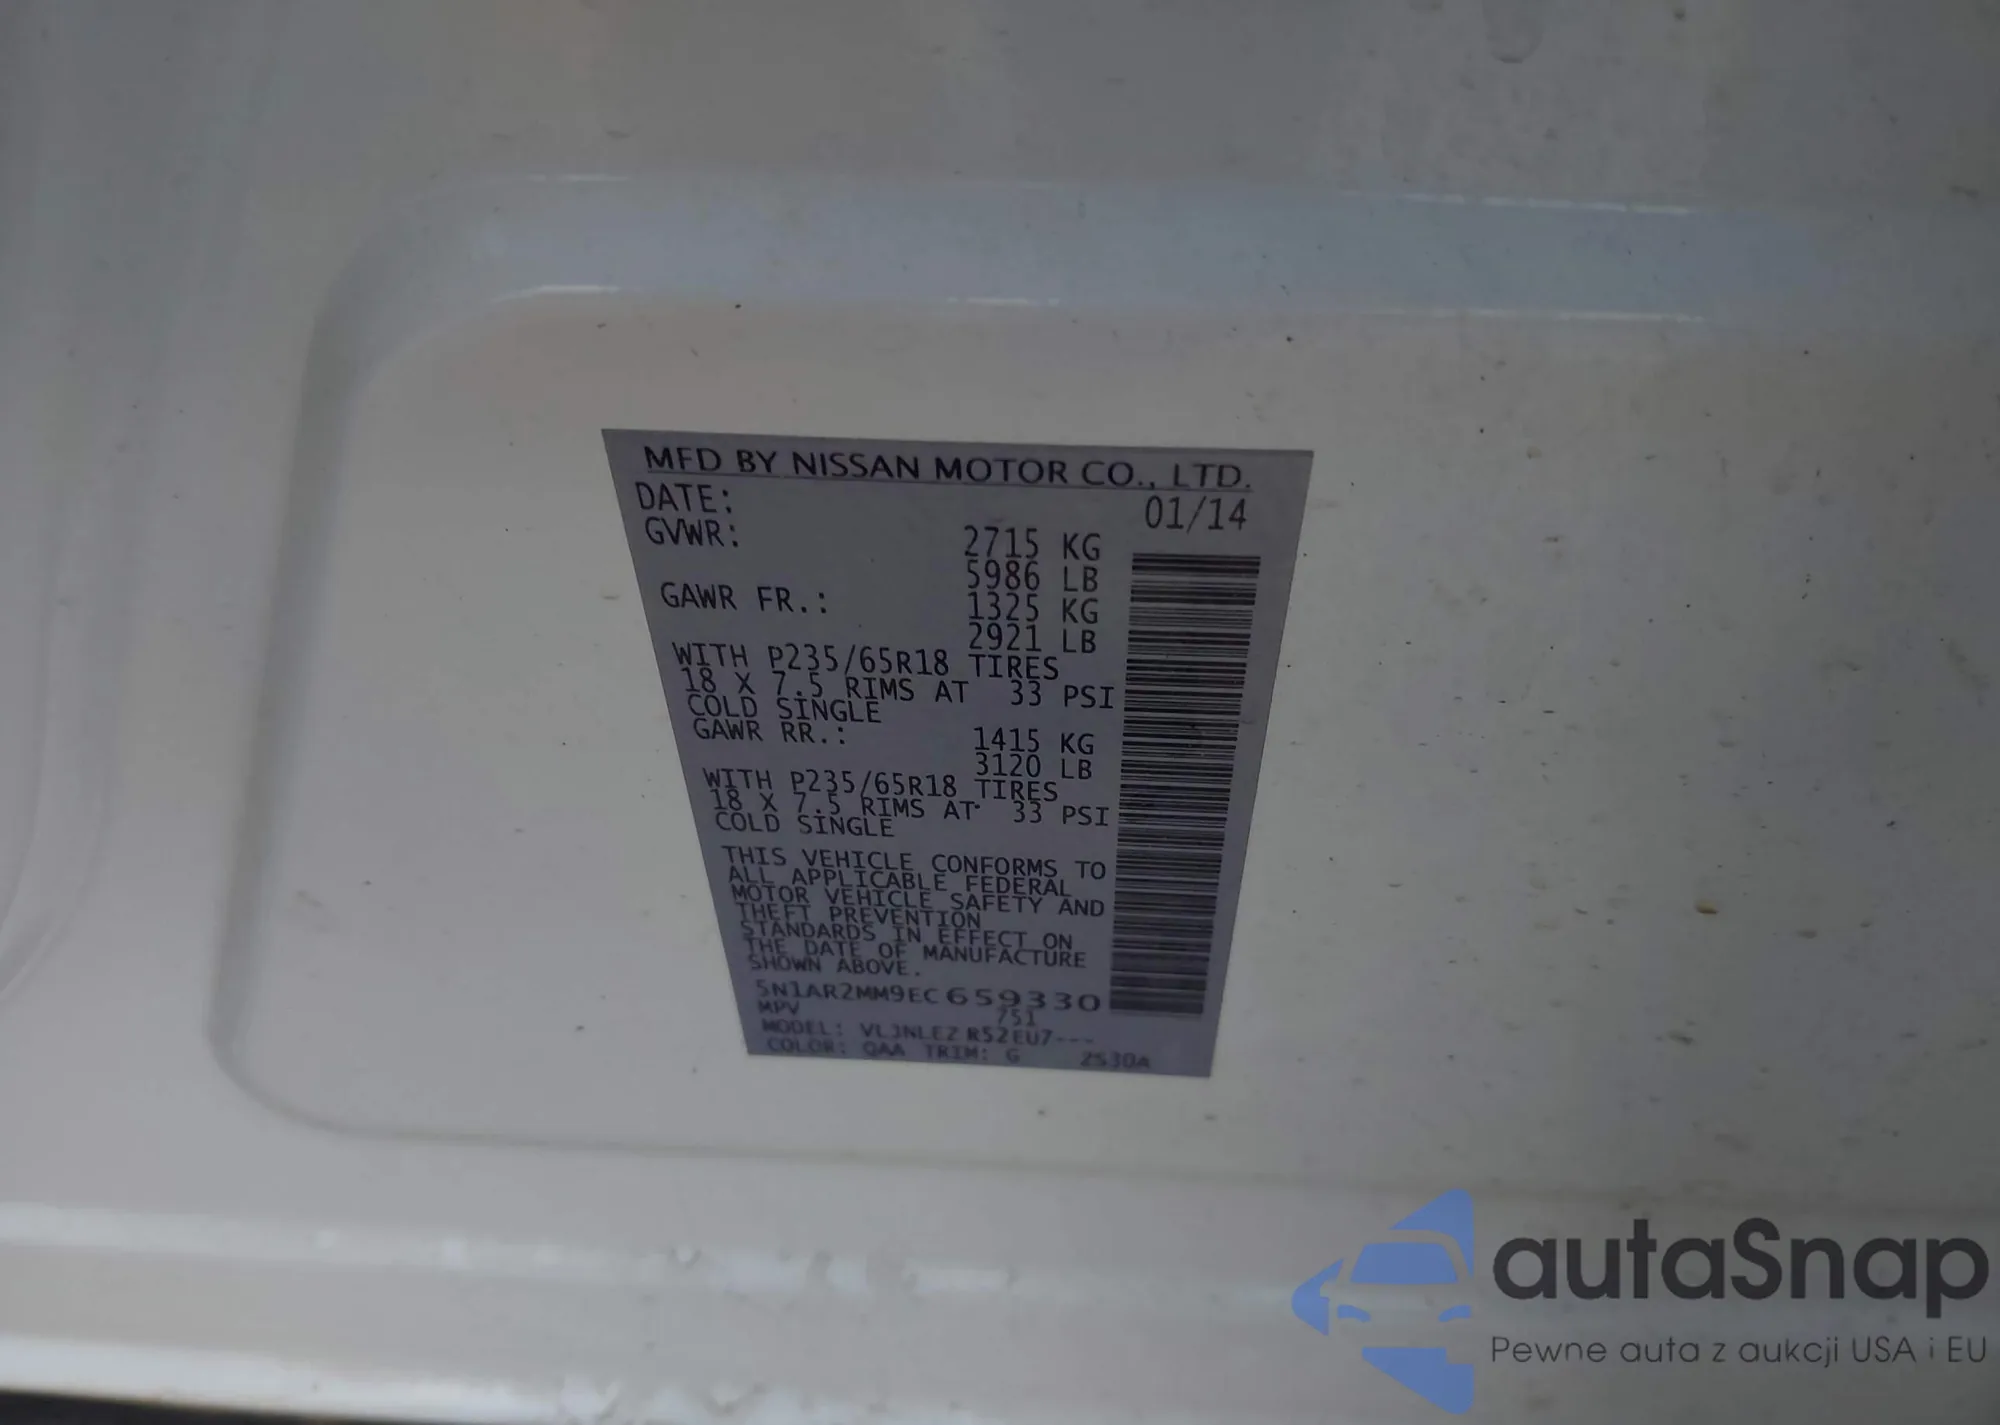 MFD BY NISSAN MOTOR CO., LTD.
DATE: 01/14
GVWR: 2715 KG
5986 LB
GAWR FR.: 1325 KG
2921 LB
WITH P235/65R18 TIRES
18 X 7.5 RIMS AT 33 PSI
COLD SINGLE
GAWR RR.: 1415 KG
3120 LB
WITH P235/65R18 TIRES
18 X 7.5 RIMS AT 33 PSI
COLD SINGLE
THIS VEHICLE CONFORMS TO
ALL APPLICABLE FEDERAL
MOTOR VEHICLE SAFETY AND
THEFT PREVENTION
STANDARDS IN EFFECT ON
THE DATE OF MANUFACTURE
SHOWN ABOVE.
5N1AR2MM9EC659330
MPV 751
MODEL: VLJNLEZ R52EU7---
COLOR: QAA TRIM: G 2S30A
autaSnap
Pewne auta z aukcji USA i EU